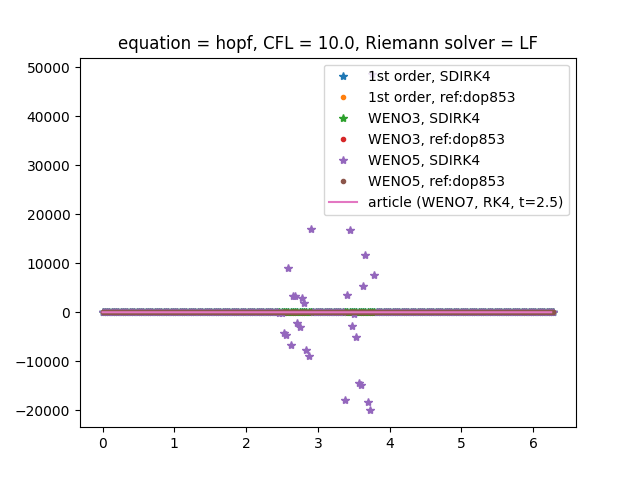 equation = hopf, CFL = 10.0, Riemann solver = LF
50000
40000
30000
20000
10000
0
−10000
−20000
1st order, SDIRK4
1st order, ref:dop853
WENO3, SDIRK4
WENO3, ref:dop853
WENO5, SDIRK4
WENO5, ref:dop853
article (WENO7, RK4, t=2.5)
0 1 2 3 4 5 6